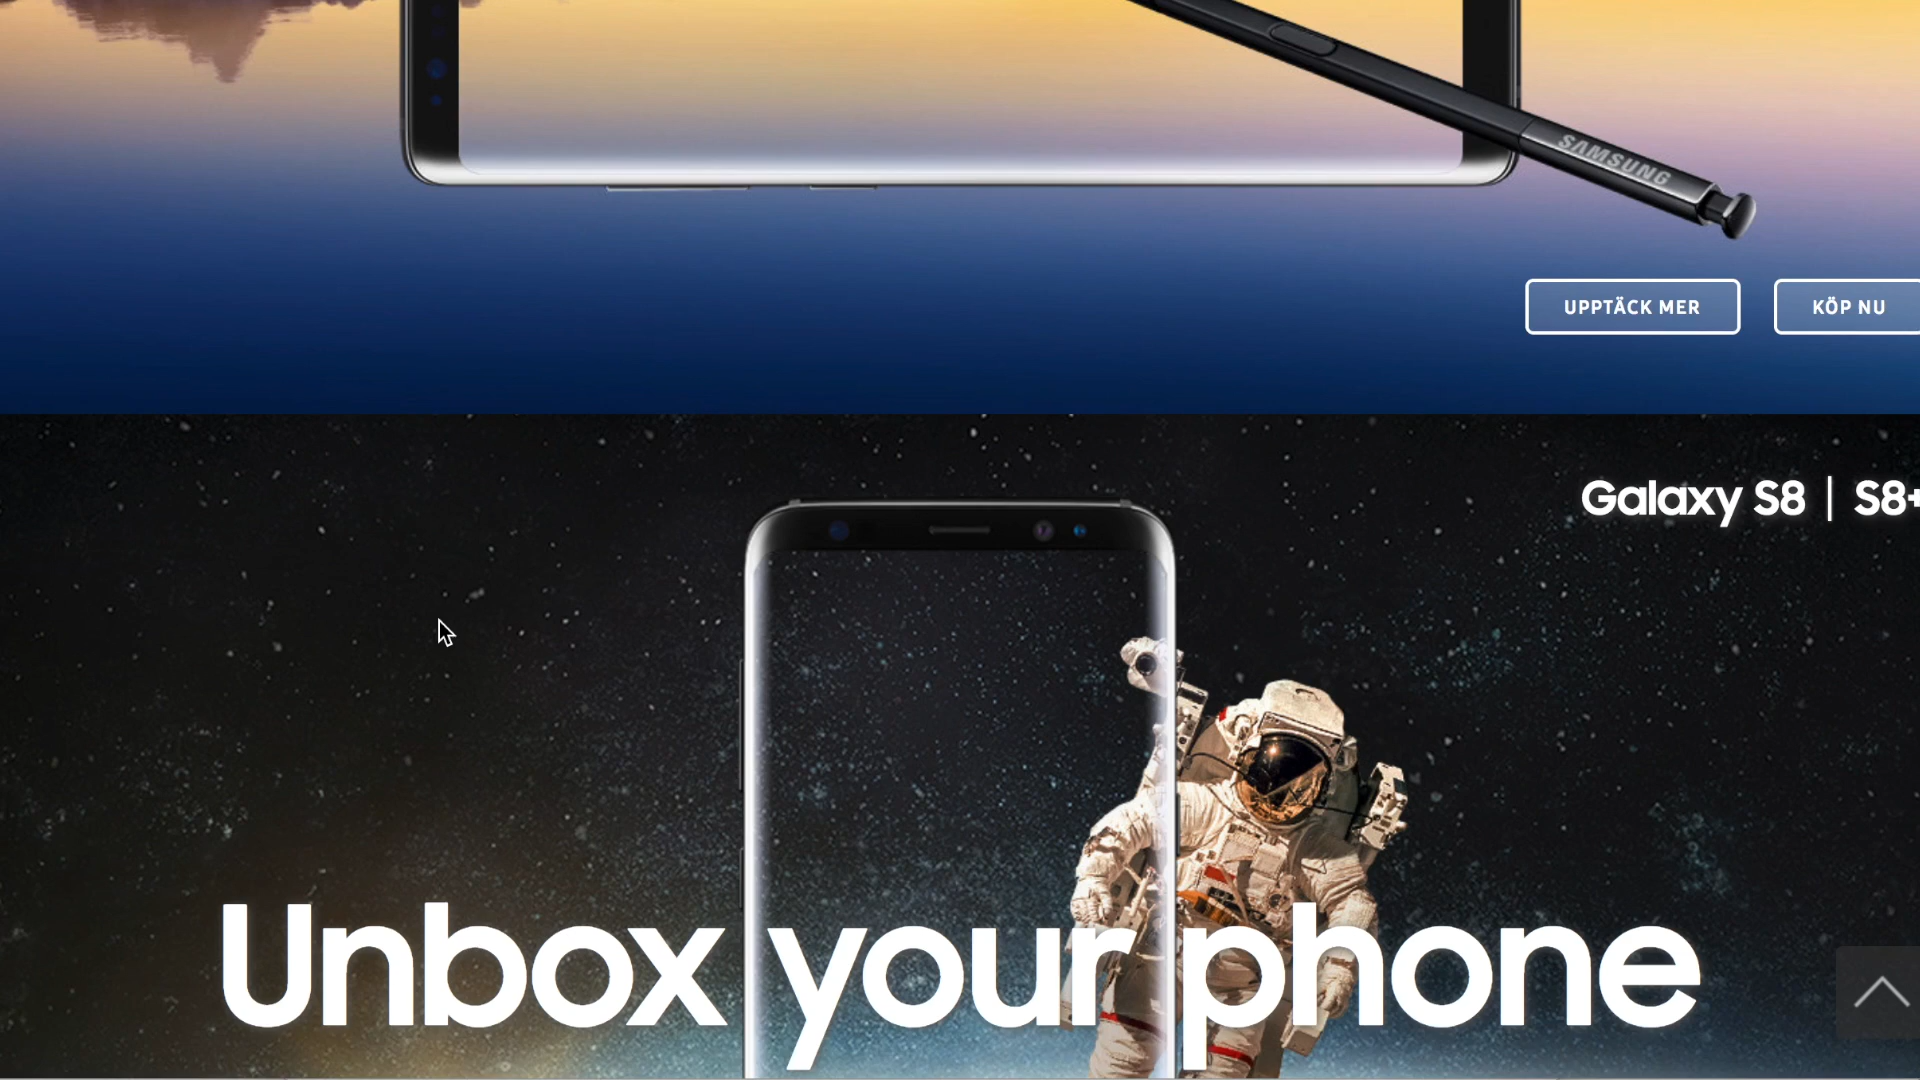 SAMSUNG
UPPTÄCK MER
KÖP NU
Galaxy S8 | S8+
Unbox your phone